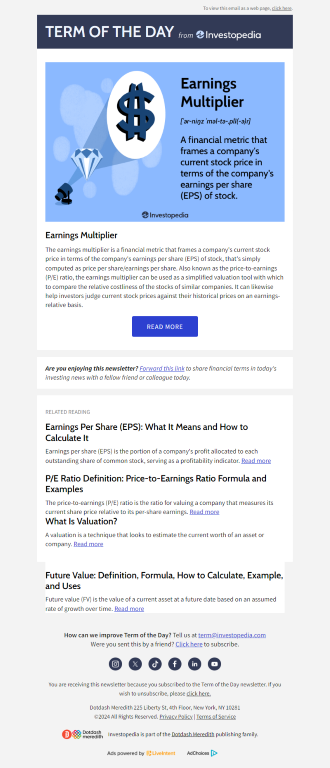 To view this email as a web page, click here.
TERM OF THE DAY from Investopedia
Earnings
Multiplier
A financial metric that
frames a company's
current stock price in
terms of the company's
earnings per share
(EPS) of stock.
Investopedia
Earnings Multiplier
The earnings multiplier is a financial metric that frames a company's current stock
price in terms of the company's earnings per share (EPS) of stock, that's simply
computed as price per share/earnings per share. Also known as the price-to-earnings
(P/E) ratio, the earnings multiplier can be used as a simplified valuation tool with which
to compare the relative costliness of the stocks of similar companies. It can likewise
help investors judge current stock prices against their historical prices on an earnings-
relative basis.
READ MORE
Are you enjoying this newsletter? Forward this link to share financial terms in today's
investing news with a fellow friend or colleague today.
RELATED READING
Earnings Per Share (EPS): What It Means and How to
Calculate It
Earnings per share (EPS) is the portion of a company's profit allocated to each
outstanding share of common stock, serving as a profitability indicator. Read more
P/E Ratio Definition: Price-to-Earnings Ratio Formula and
Examples
The price-to-earnings (P/E) ratio is the ratio for valuing a company that measures its
current share price relative to its per-share earnings. Read more
What Is Valuation?
A valuation is a technique that looks to estimate the current worth of an asset or
company. Read more
Future Value: Definition, Formula, How to Calculate, Example,
and Uses
Future value (FV) is the value of a current asset at a future date based on an assumed
rate of growth over time. Read more
How can we improve Term of the Day? Tell us at term@investopedia.com
Were you sent this by a friend? Click here to subscribe.
You are receiving this newsletter because you subscribed to the Term of the Day newsletter. If you
wish to unsubscribe, please click here.
Dotdash Meredith 225 Liberty St, 4th Floor, New York, NY 10281
©2024 All Rights Reserved. Privacy Policy | Terms of Service
Dotdash meredith Investopedia is part of the Dotdash Meredith publishing family.
Ads powered by LiveIntent AdChoices